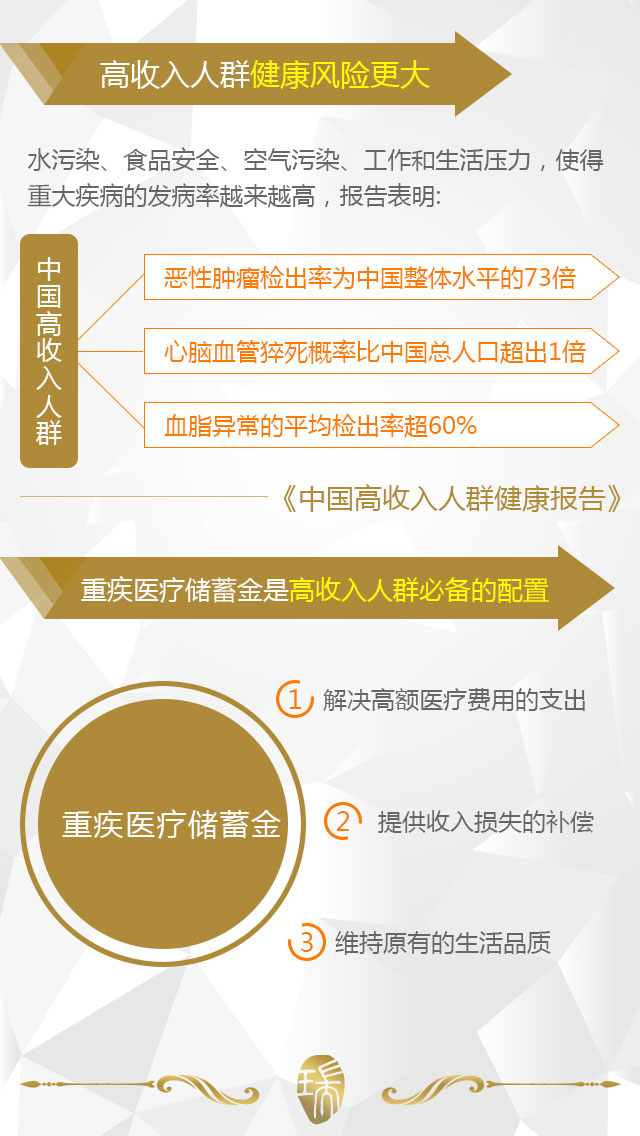 高收入人群健康风险更大
水污染、食品安全、空气污染、工作和生活压力，使得
重大疾病的发病率越来越高，报告表明:
中国高收入人群
恶性肿瘤检出率为中国整体水平的73倍
心脑血管猝死概率比中国总人口超出1倍
血脂异常的平均检出率超60%
《中国高收入人群健康报告》
重疾医疗储蓄金是高收入人群必备的配置
重疾医疗储蓄金
1 解决高额医疗费用的支出
2 提供收入损失的补偿
3 维持原有的生活品质
瑞